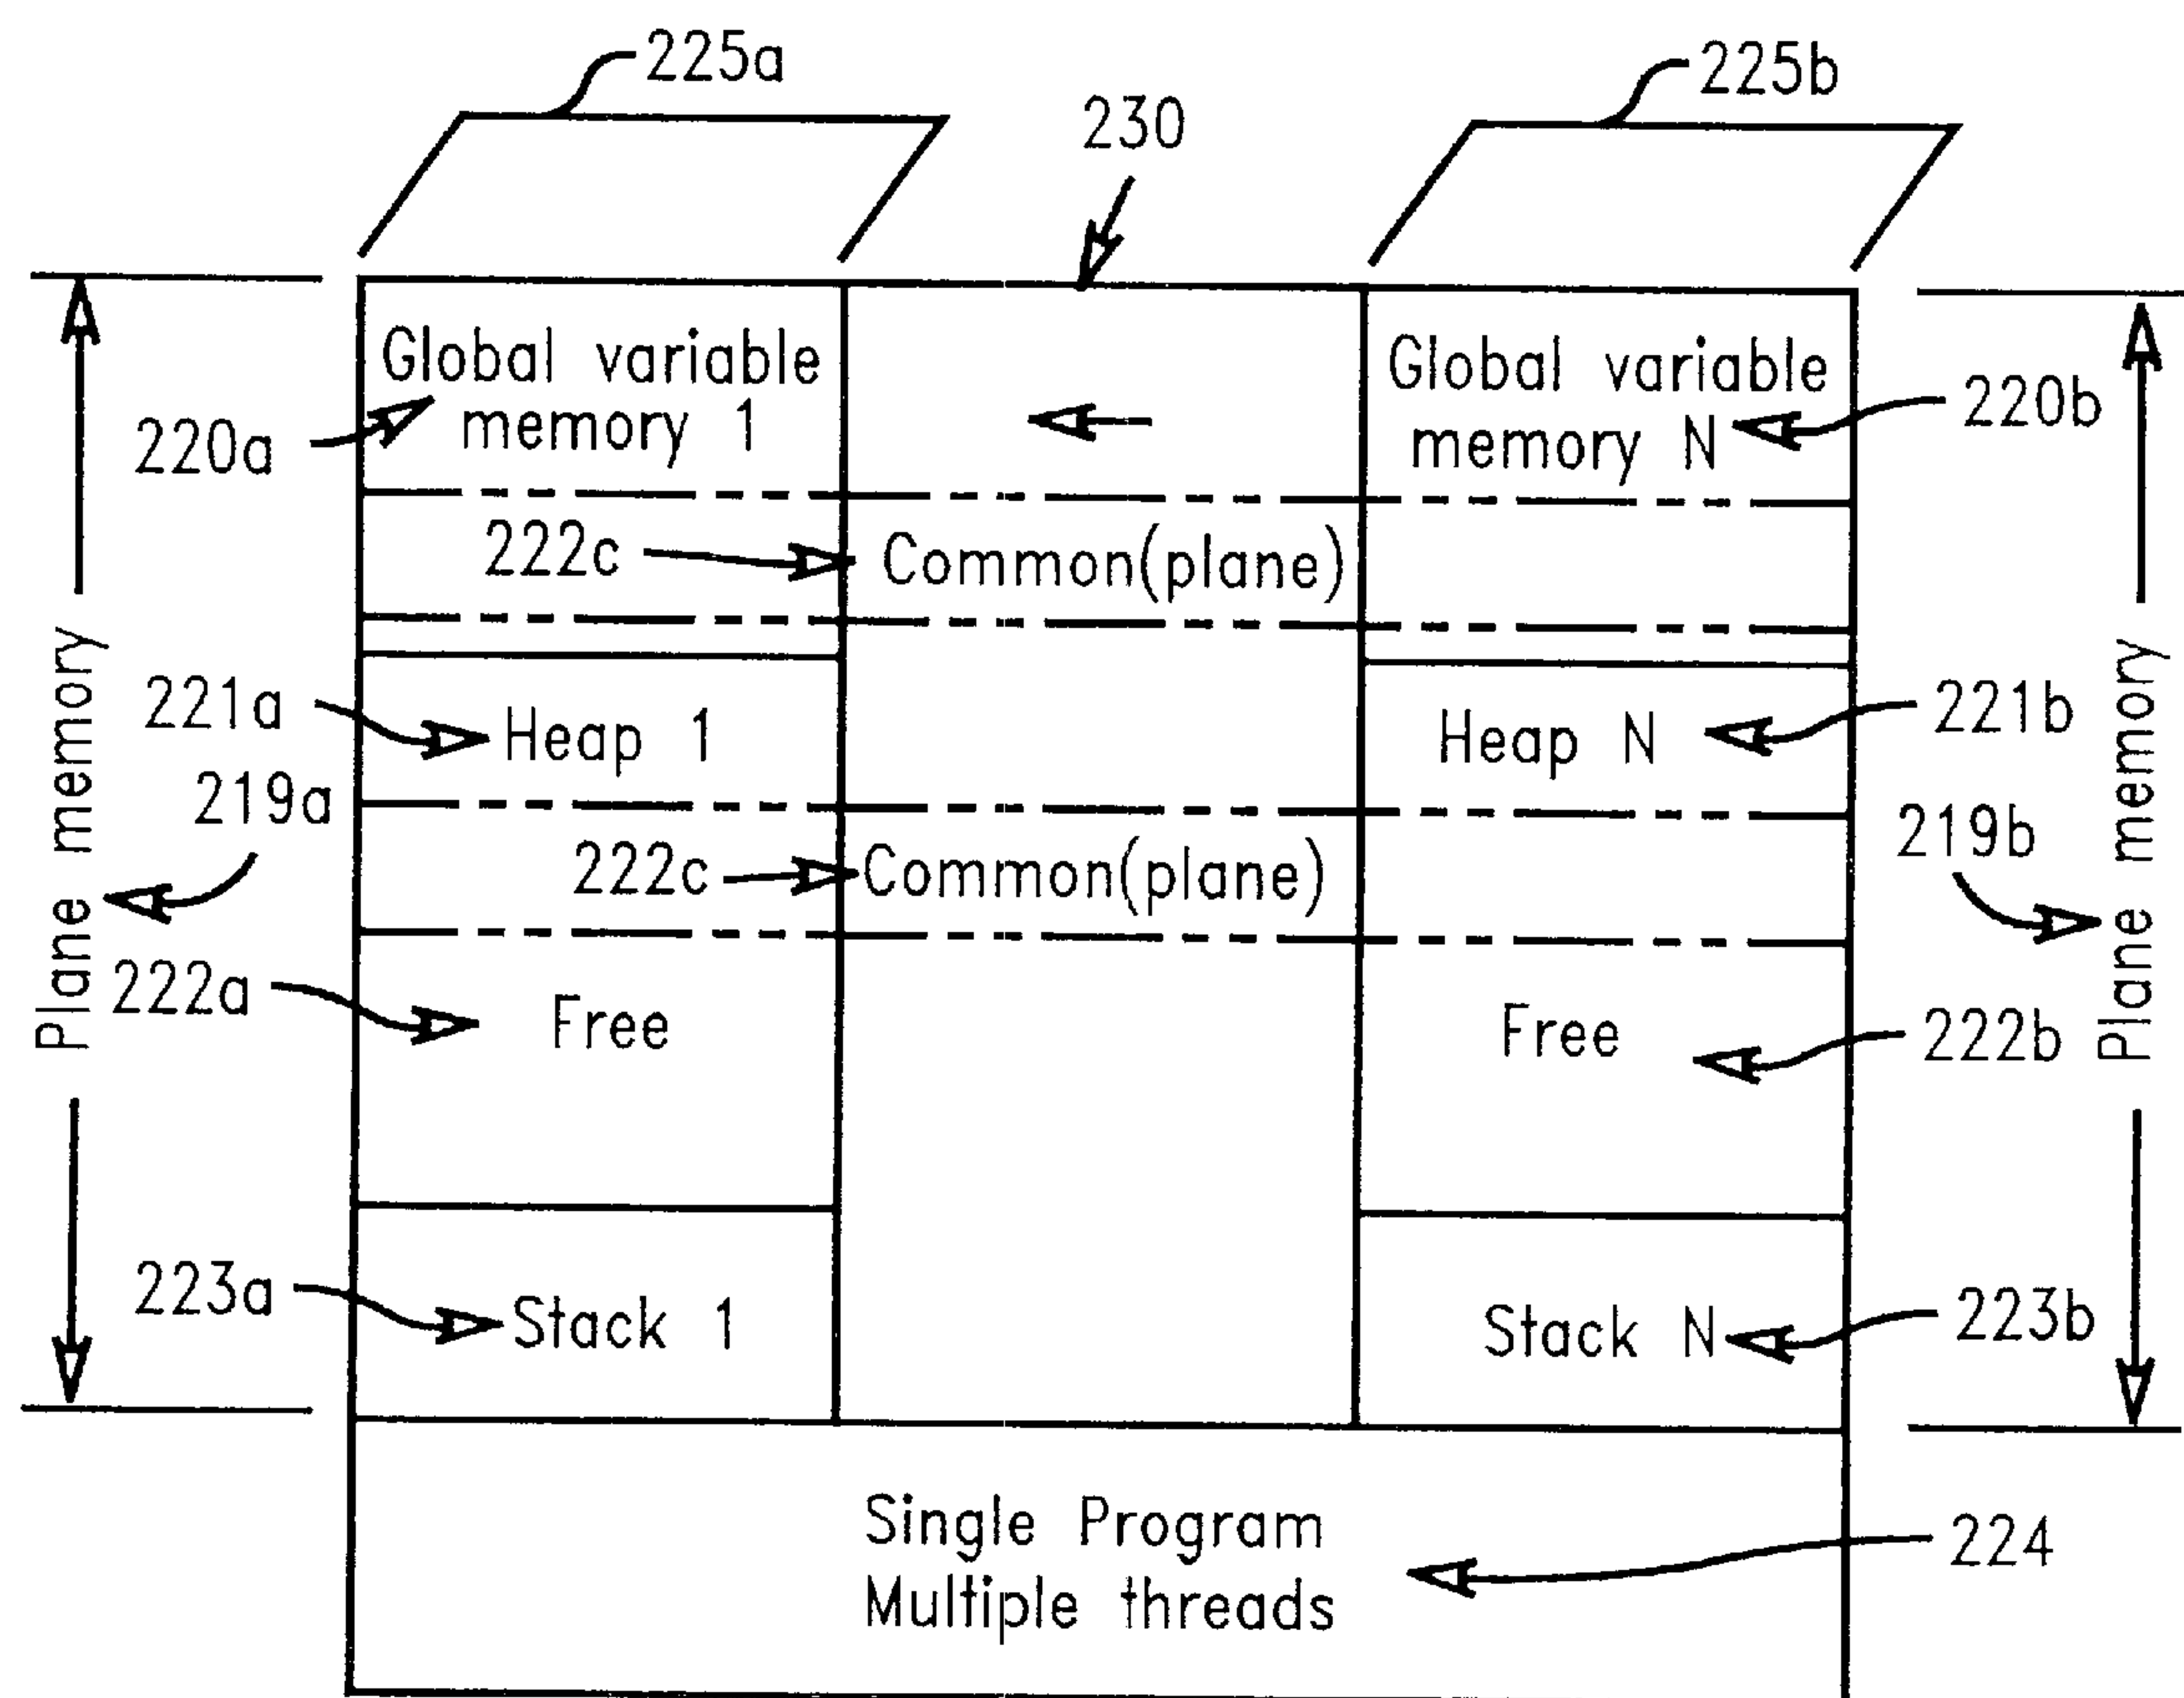 225a
225b
230
Global variable
memory 1
Global variable
memory N
220a
220b
222c
Common(plane)
Plane memory
Plane memory
221a
Heap 1
Heap N
221b
219a
219b
222c
Common(plane)
222a
Free
Free
222b
223a
Stack 1
Stack N
223b
Single Program
Multiple threads
224